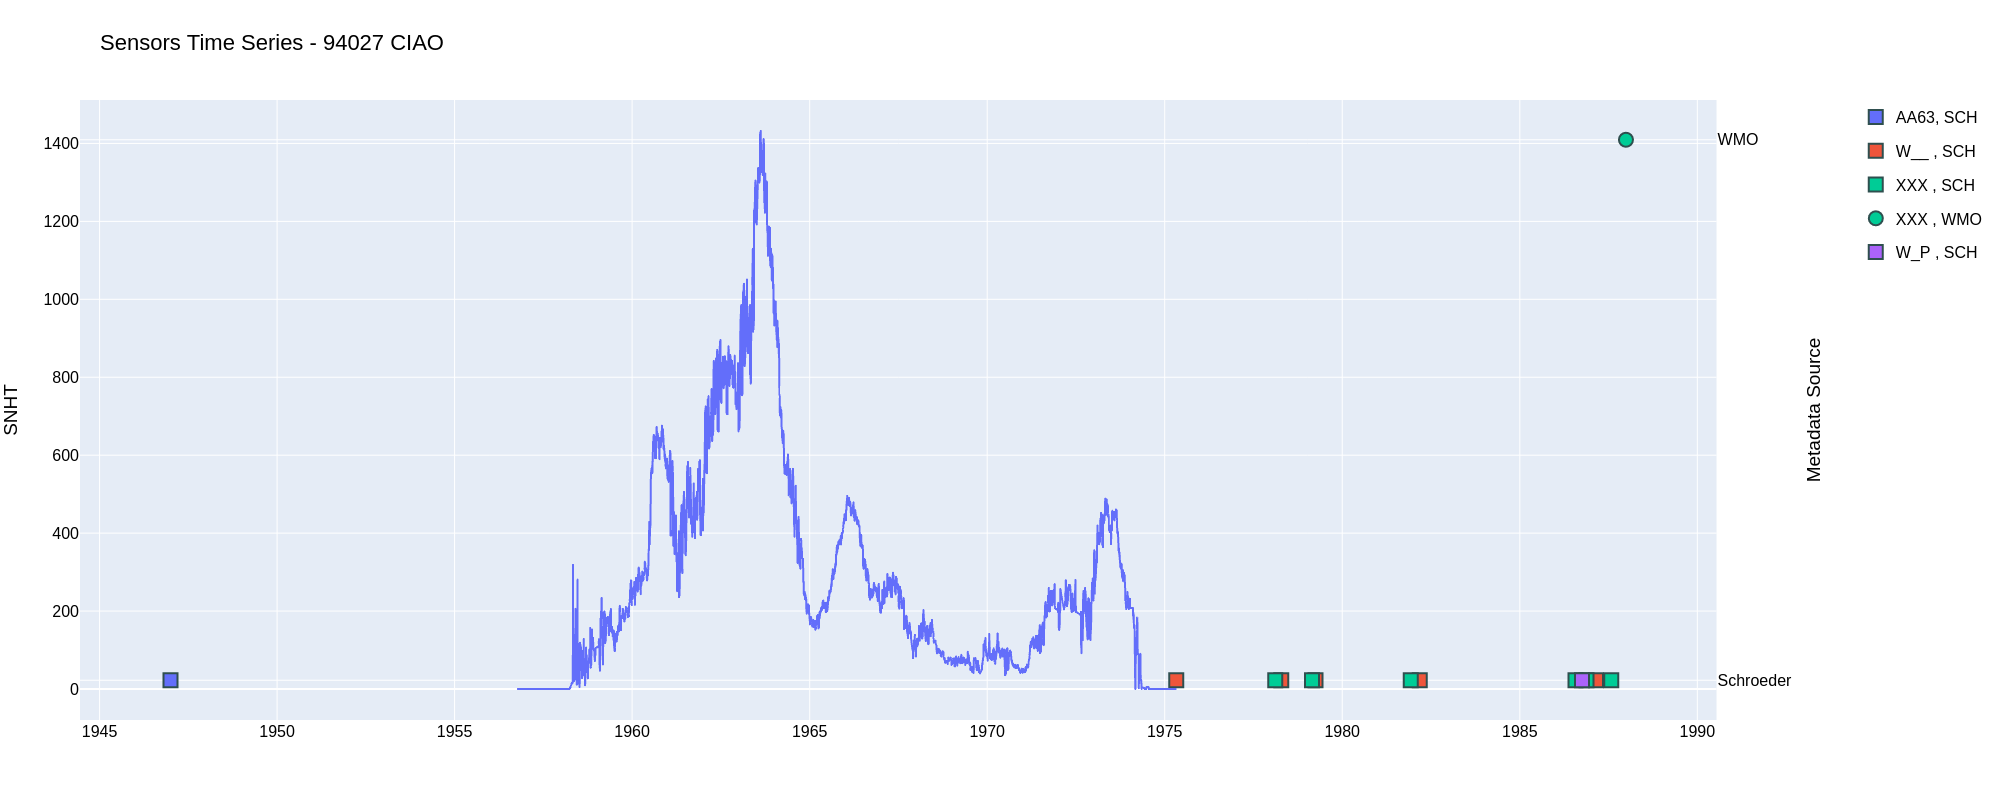 Sensors Time Series - 94027 CIAO
SNHT
1400
1200
1000
800
600
400
200
0
1945 1950 1955 1960 1965 1970 1975 1980 1985 1990
WMO
Schroeder
Metadata Source
AA63, SCH
W__ , SCH
XXX , SCH
XXX , WMO
W_P , SCH